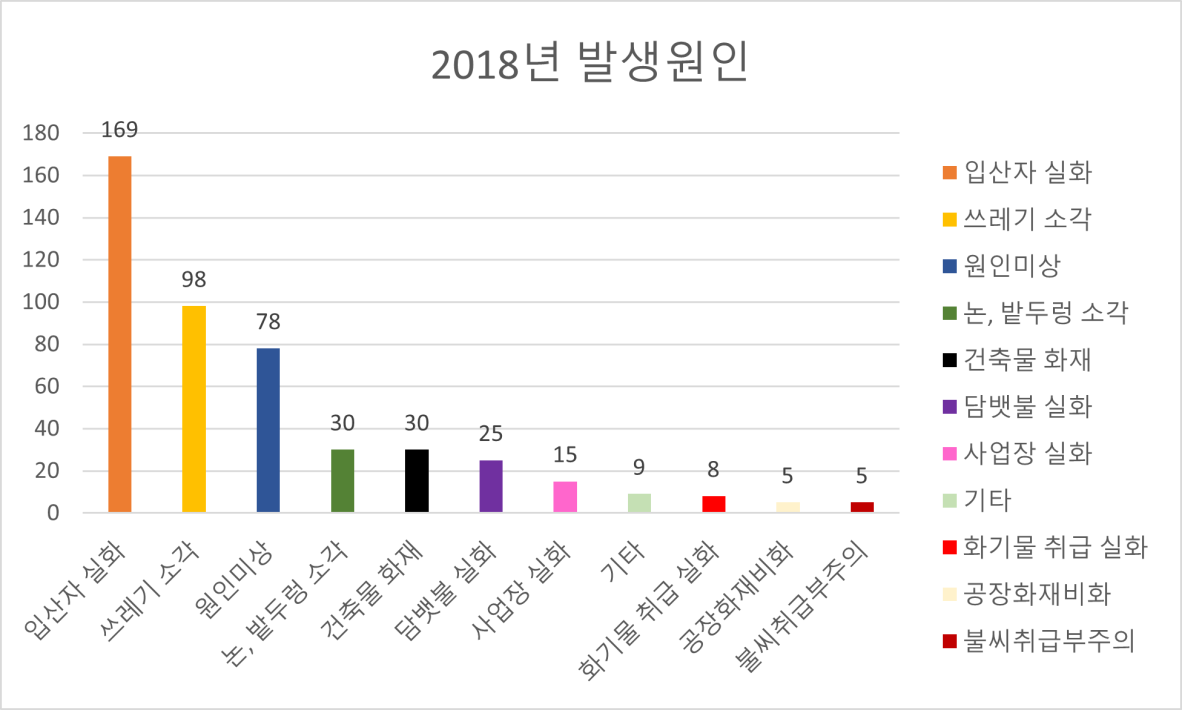 2018년 발생원인
180
160
140
120
100
80
60
40
20
0
169
98
78
30
30
25
15
9
8
5
5
입산자 실화
쓰레기 소각
원인미상
논, 밭두렁 소각
건축물 화재
담뱃불 실화
사업장 실화
기타
화기물 취급 실화
공장화재비화
불씨취급부주의
입산자 실화
쓰레기 소각
원인미상
논, 밭두렁 소각
건축물 화재
담뱃불 실화
사업장 실화
기타
화기물 취급 실화
공장화재비화
불씨취급부주의